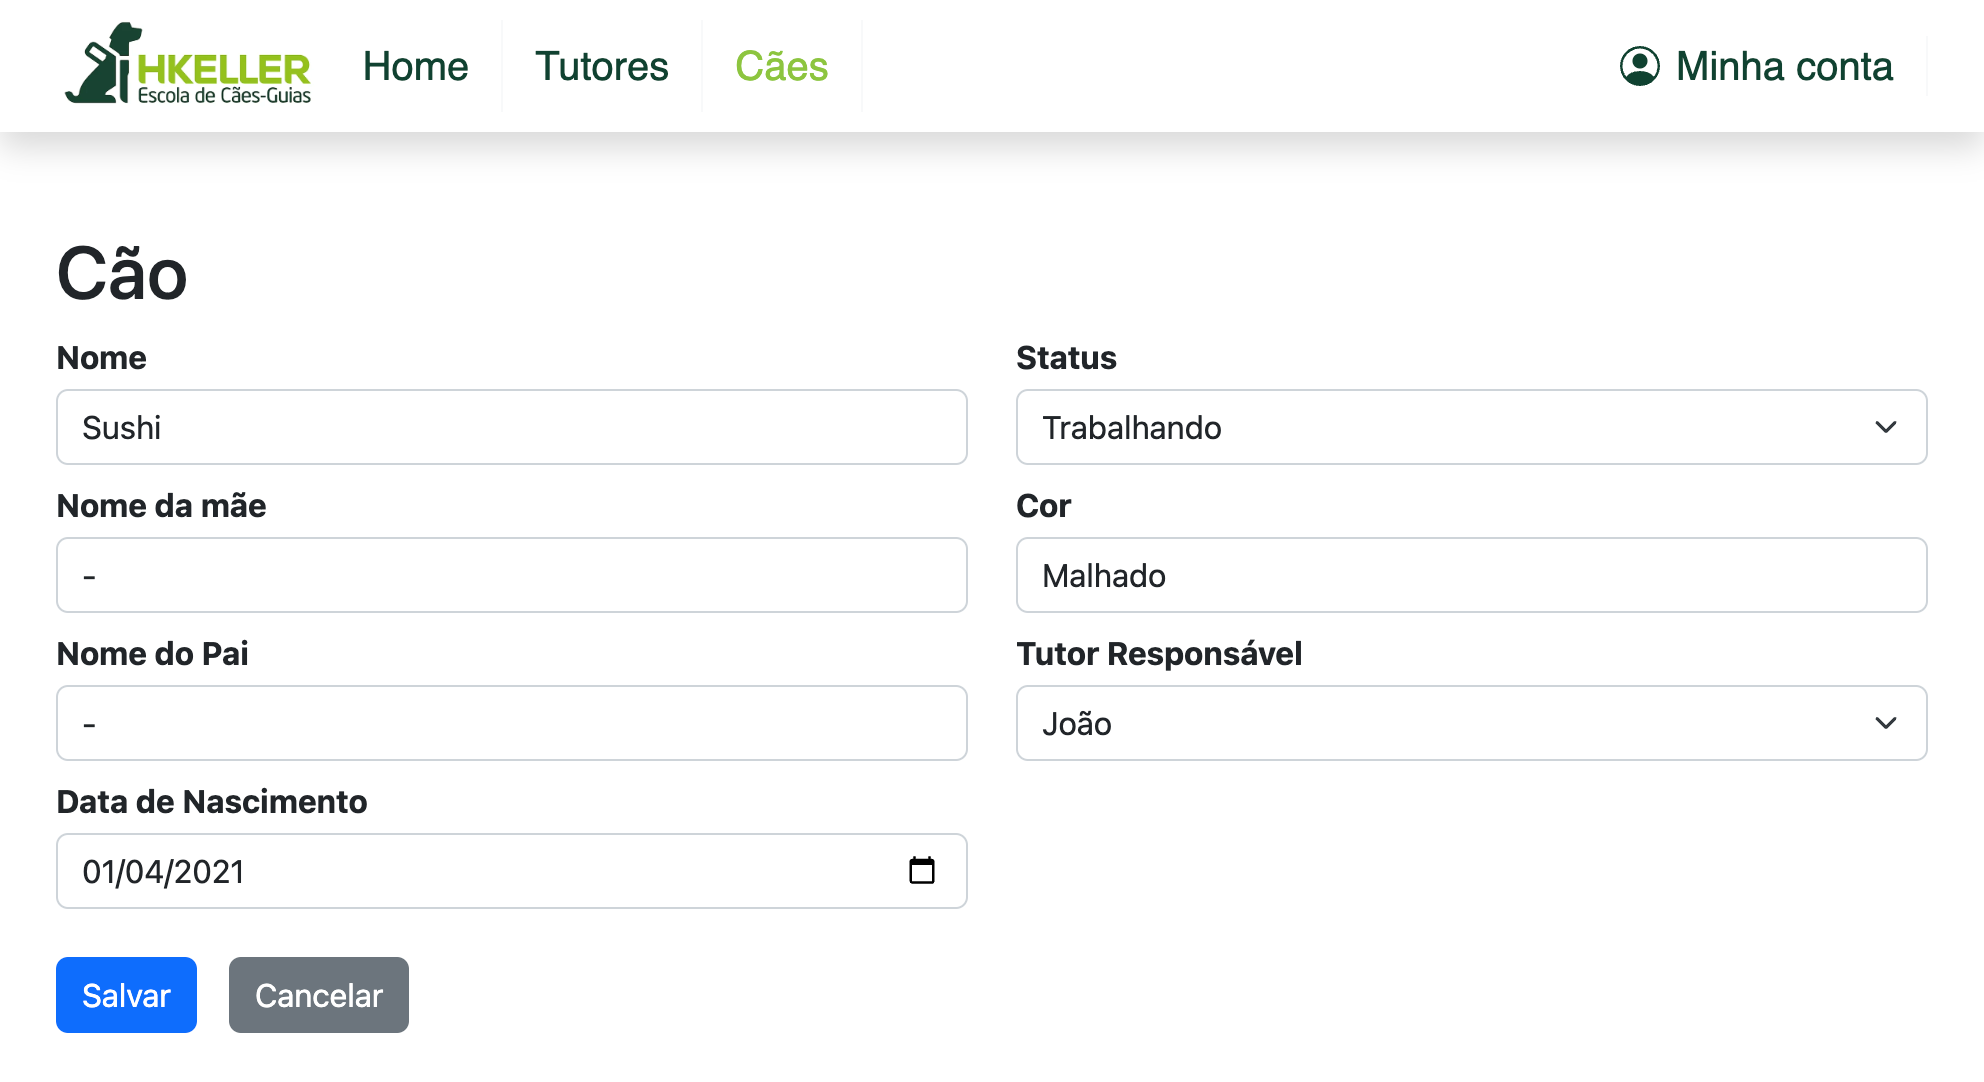 HKELLER
Escola de Cães-Guias
Home
Tutores
Cães
Minha conta
Cão
Nome
Sushi
Status
Trabalhando
Nome da mãe
-
Cor
Malhado
Nome do Pai
-
Tutor Responsável
João
Data de Nascimento
01/04/2021
Salvar
Cancelar